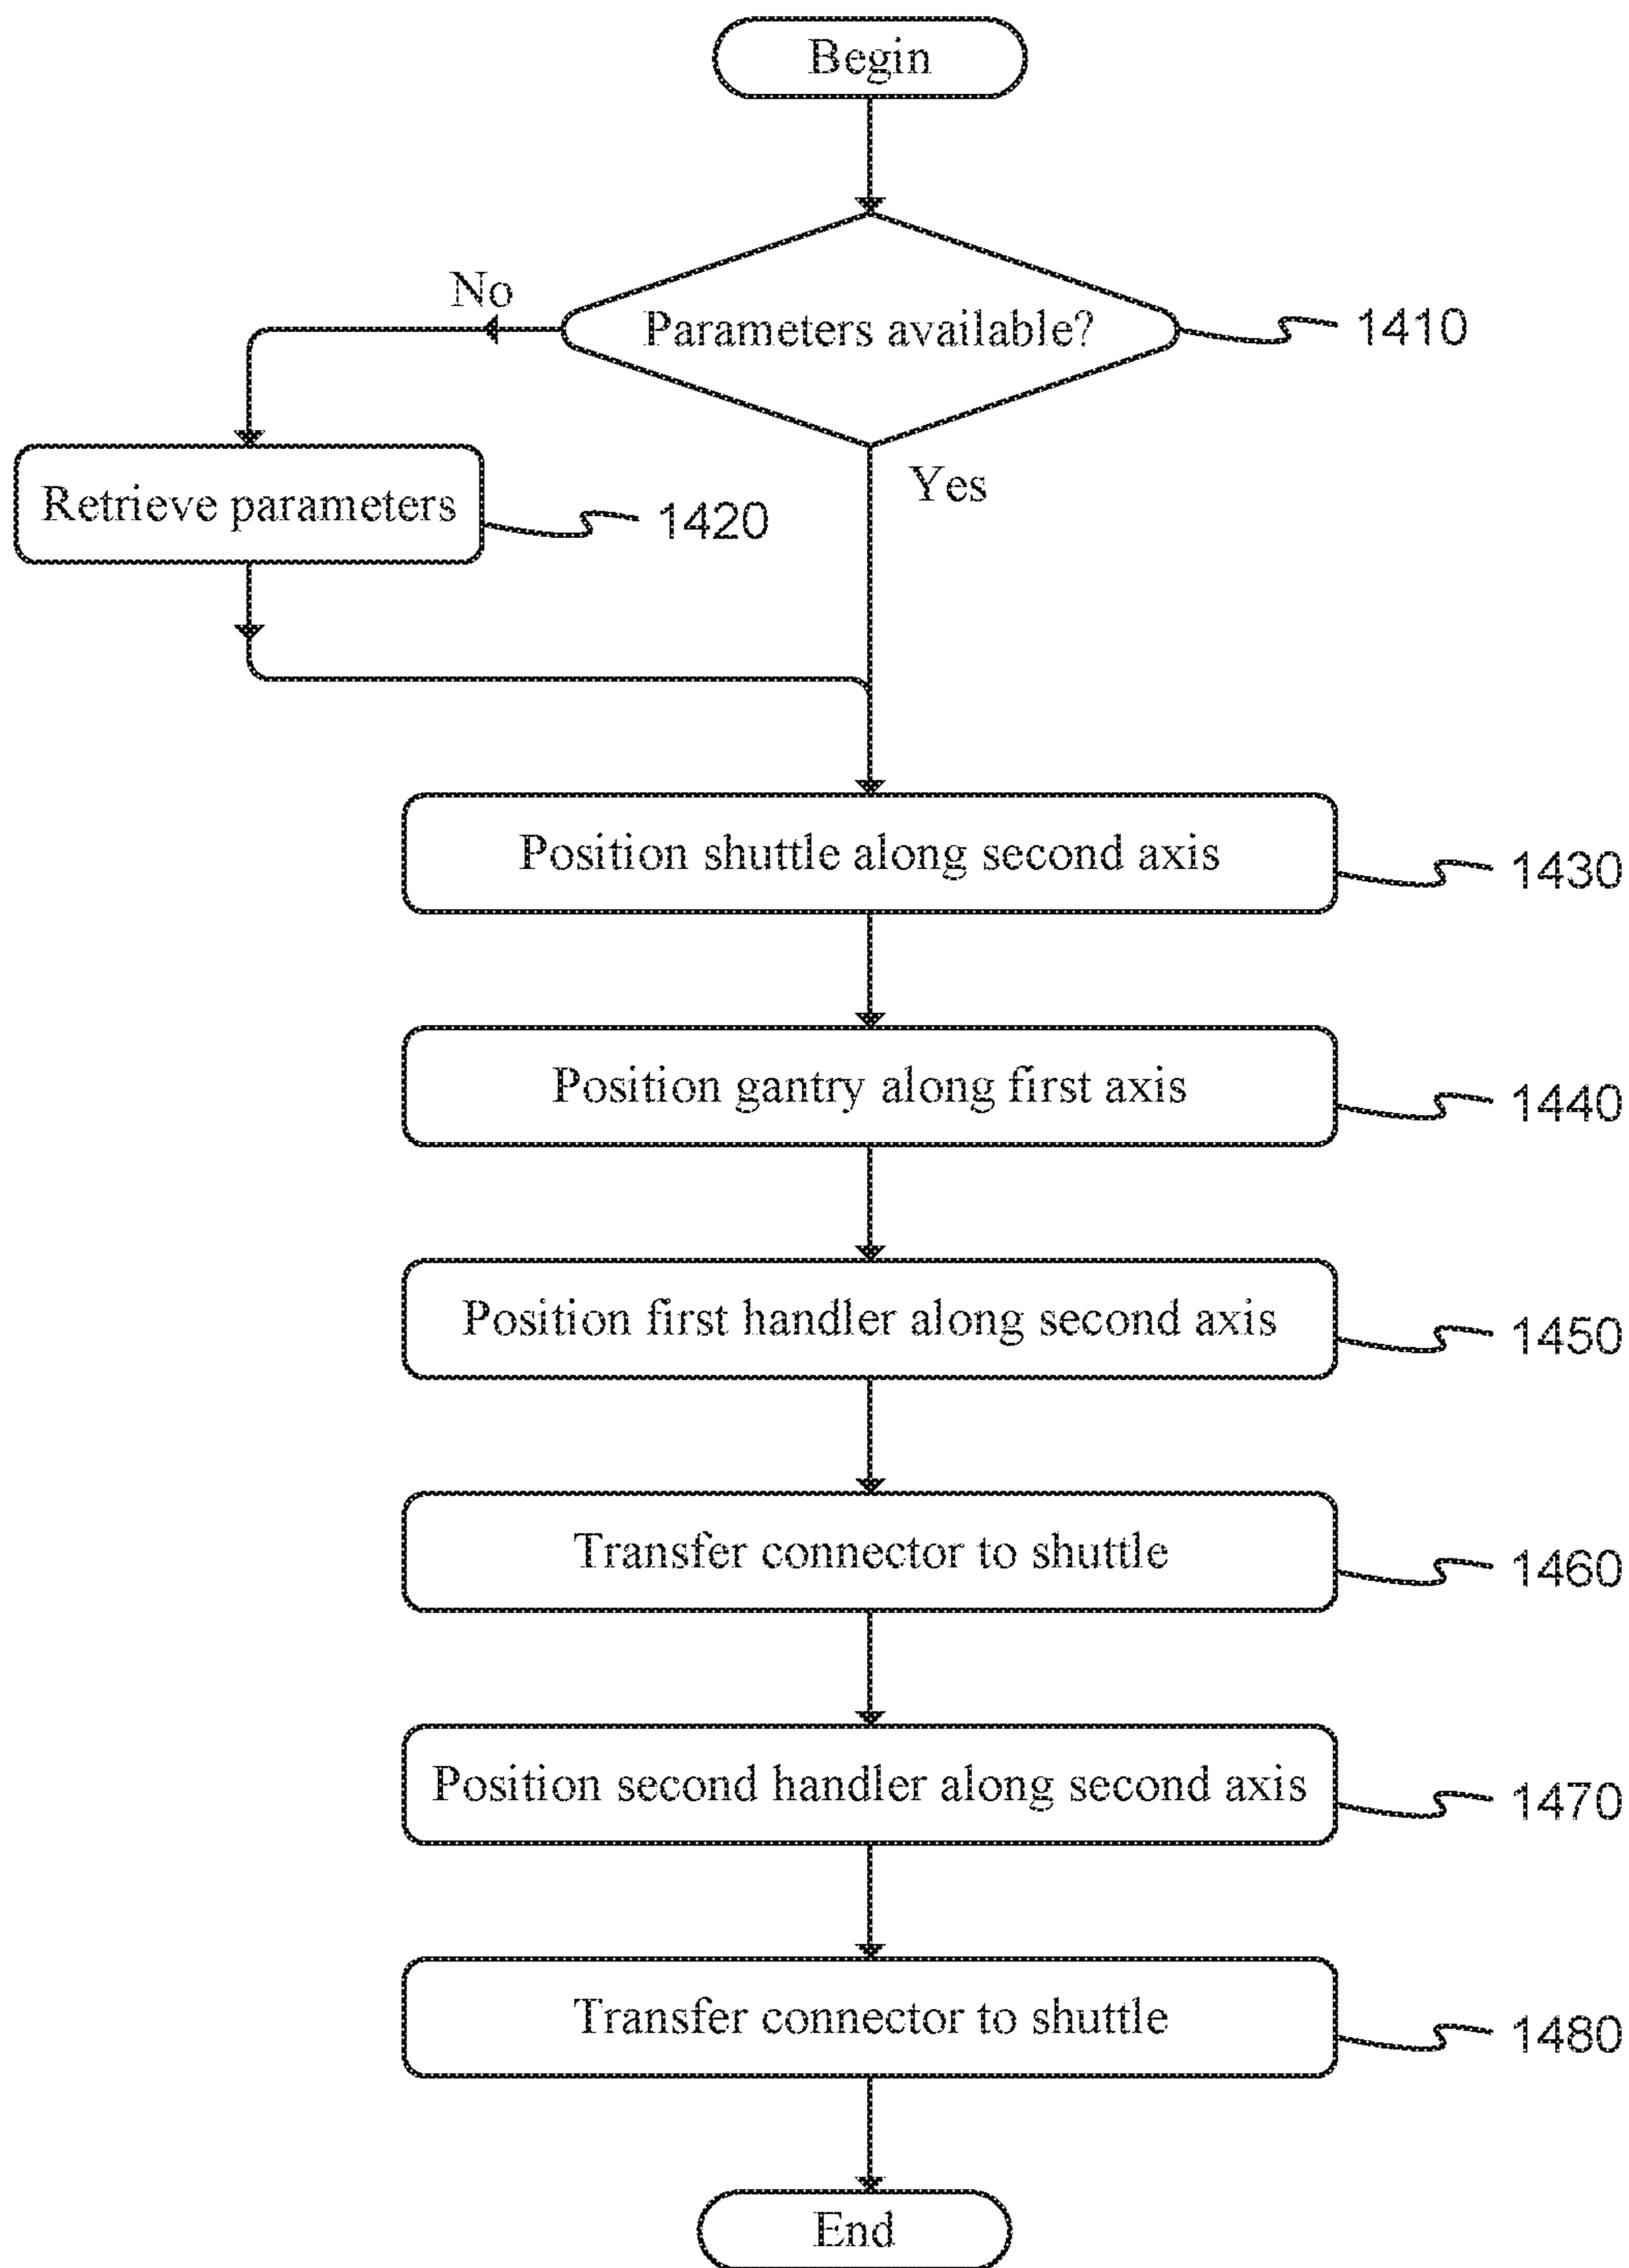 Begin
No
Parameters available?
1410
Yes
Retrieve parameters
1420
Position shuttle along second axis
1430
Position gantry along first axis
1440
Position first handler along second axis
1450
Transfer connector to shuttle
1460
Position second handler along second axis
1470
Transfer connector to shuttle
1480
End